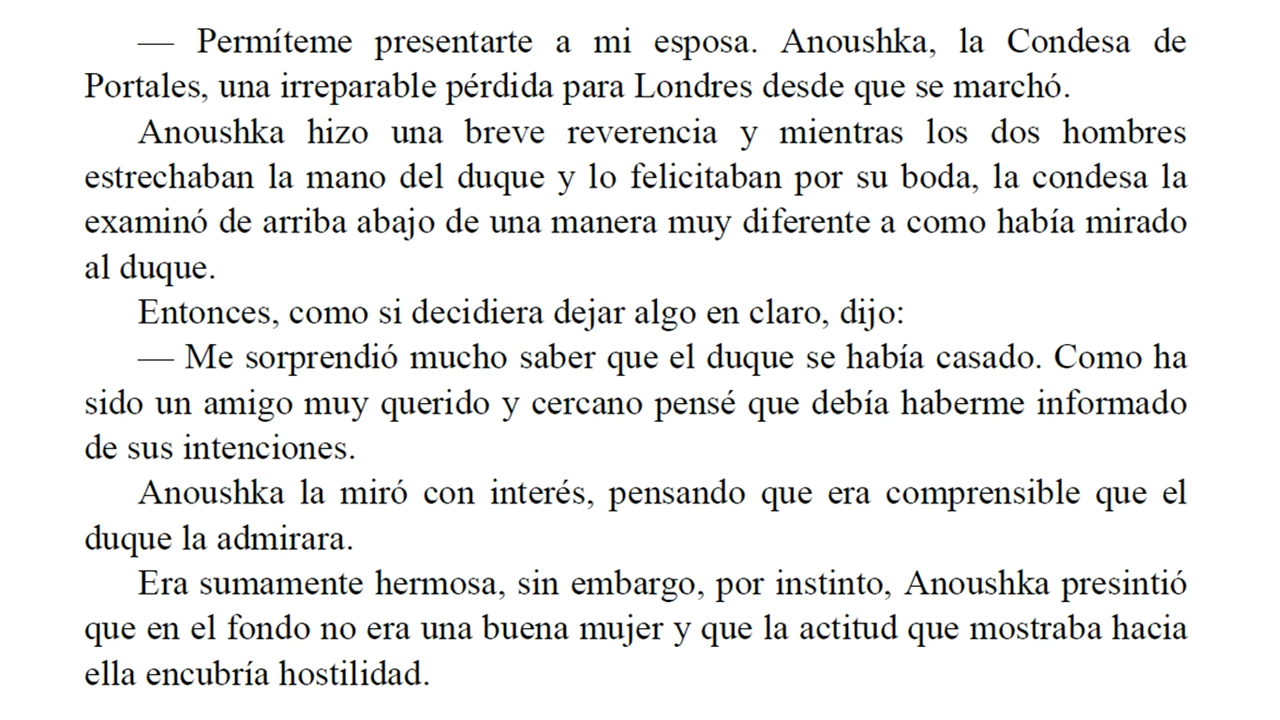 — Permíteme presentarte a mi esposa. Anoushka, la Condesa de
Portales, una irreparable pérdida para Londres desde que se marchó.
Anoushka hizo una breve reverencia y mientras los dos hombres
estrechaban la mano del duque y lo felicitaban por su boda, la condesa la
examinó de arriba abajo de una manera muy diferente a como había mirado
al duque.
Entonces, como si decidiera dejar algo en claro, dijo:
— Me sorprendió mucho saber que el duque se había casado. Como ha
sido un amigo muy querido y cercano pensé que debía haberme informado
de sus intenciones.
Anoushka la miró con interés, pensando que era comprensible que el
duque la admirara.
Era sumamente hermosa, sin embargo, por instinto, Anoushka presintió
que en el fondo no era una buena mujer y que la actitud que mostraba hacia
ella encubría hostilidad.